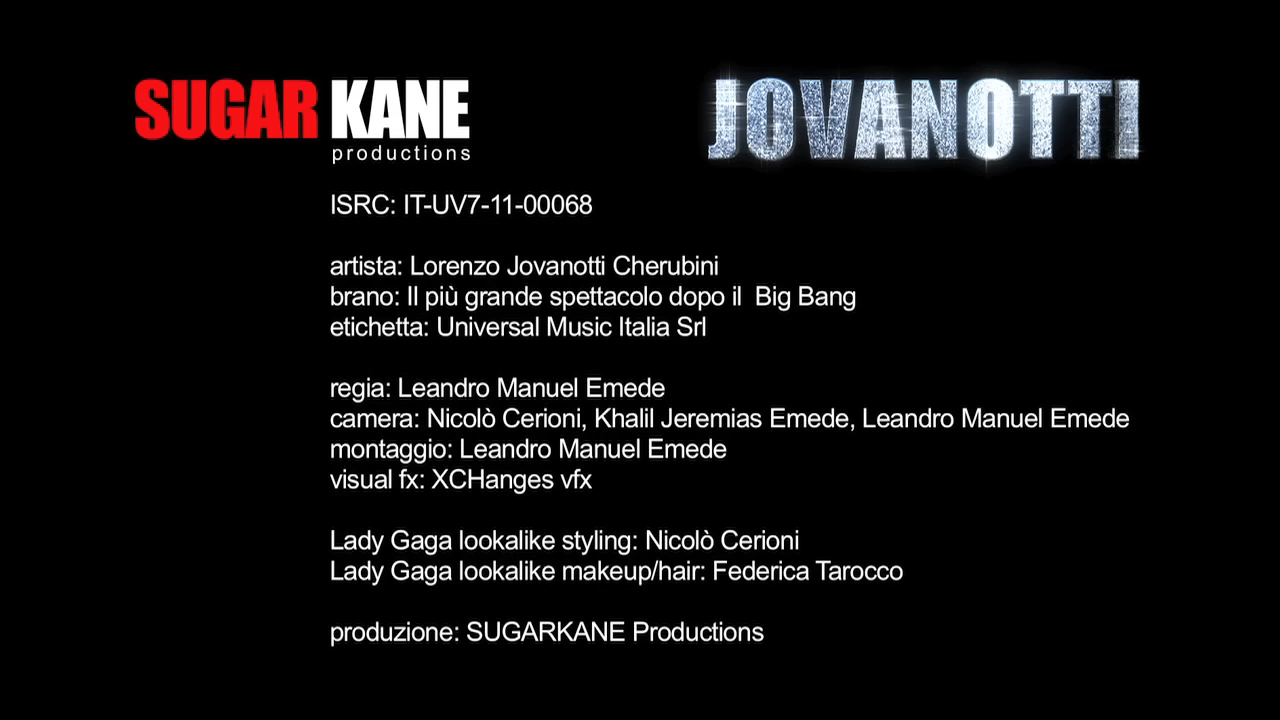 SUGAR KANE
productions
JOVANOTTI
ISRC: IT-UV7-11-00068
artista: Lorenzo Jovanotti Cherubini
brano: Il più grande spettacolo dopo il  Big Bang
etichetta: Universal Music Italia Srl
regia: Leandro Manuel Emede
camera: Nicolò Cerioni, Khalil Jeremias Emede, Leandro Manuel Emede
montaggio: Leandro Manuel Emede
visual fx: XCHanges vfx
Lady Gaga lookalike styling: Nicolò Cerioni
Lady Gaga lookalike makeup/hair: Federica Tarocco
produzione: SUGARKANE Productions